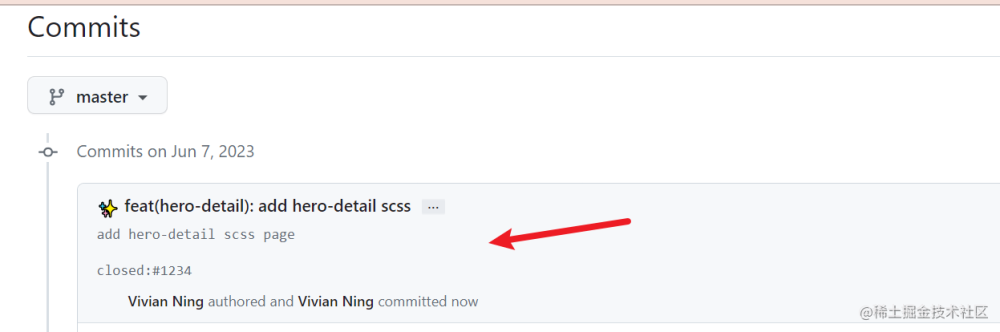 Commits
master
Commits on Jun 7, 2023
✨ feat(hero-detail): add hero-detail scss ...
add hero-detail scss page
closed:#1234
Vivian Ning authored and Vivian Ning committed now
@稀土掘金技术社区